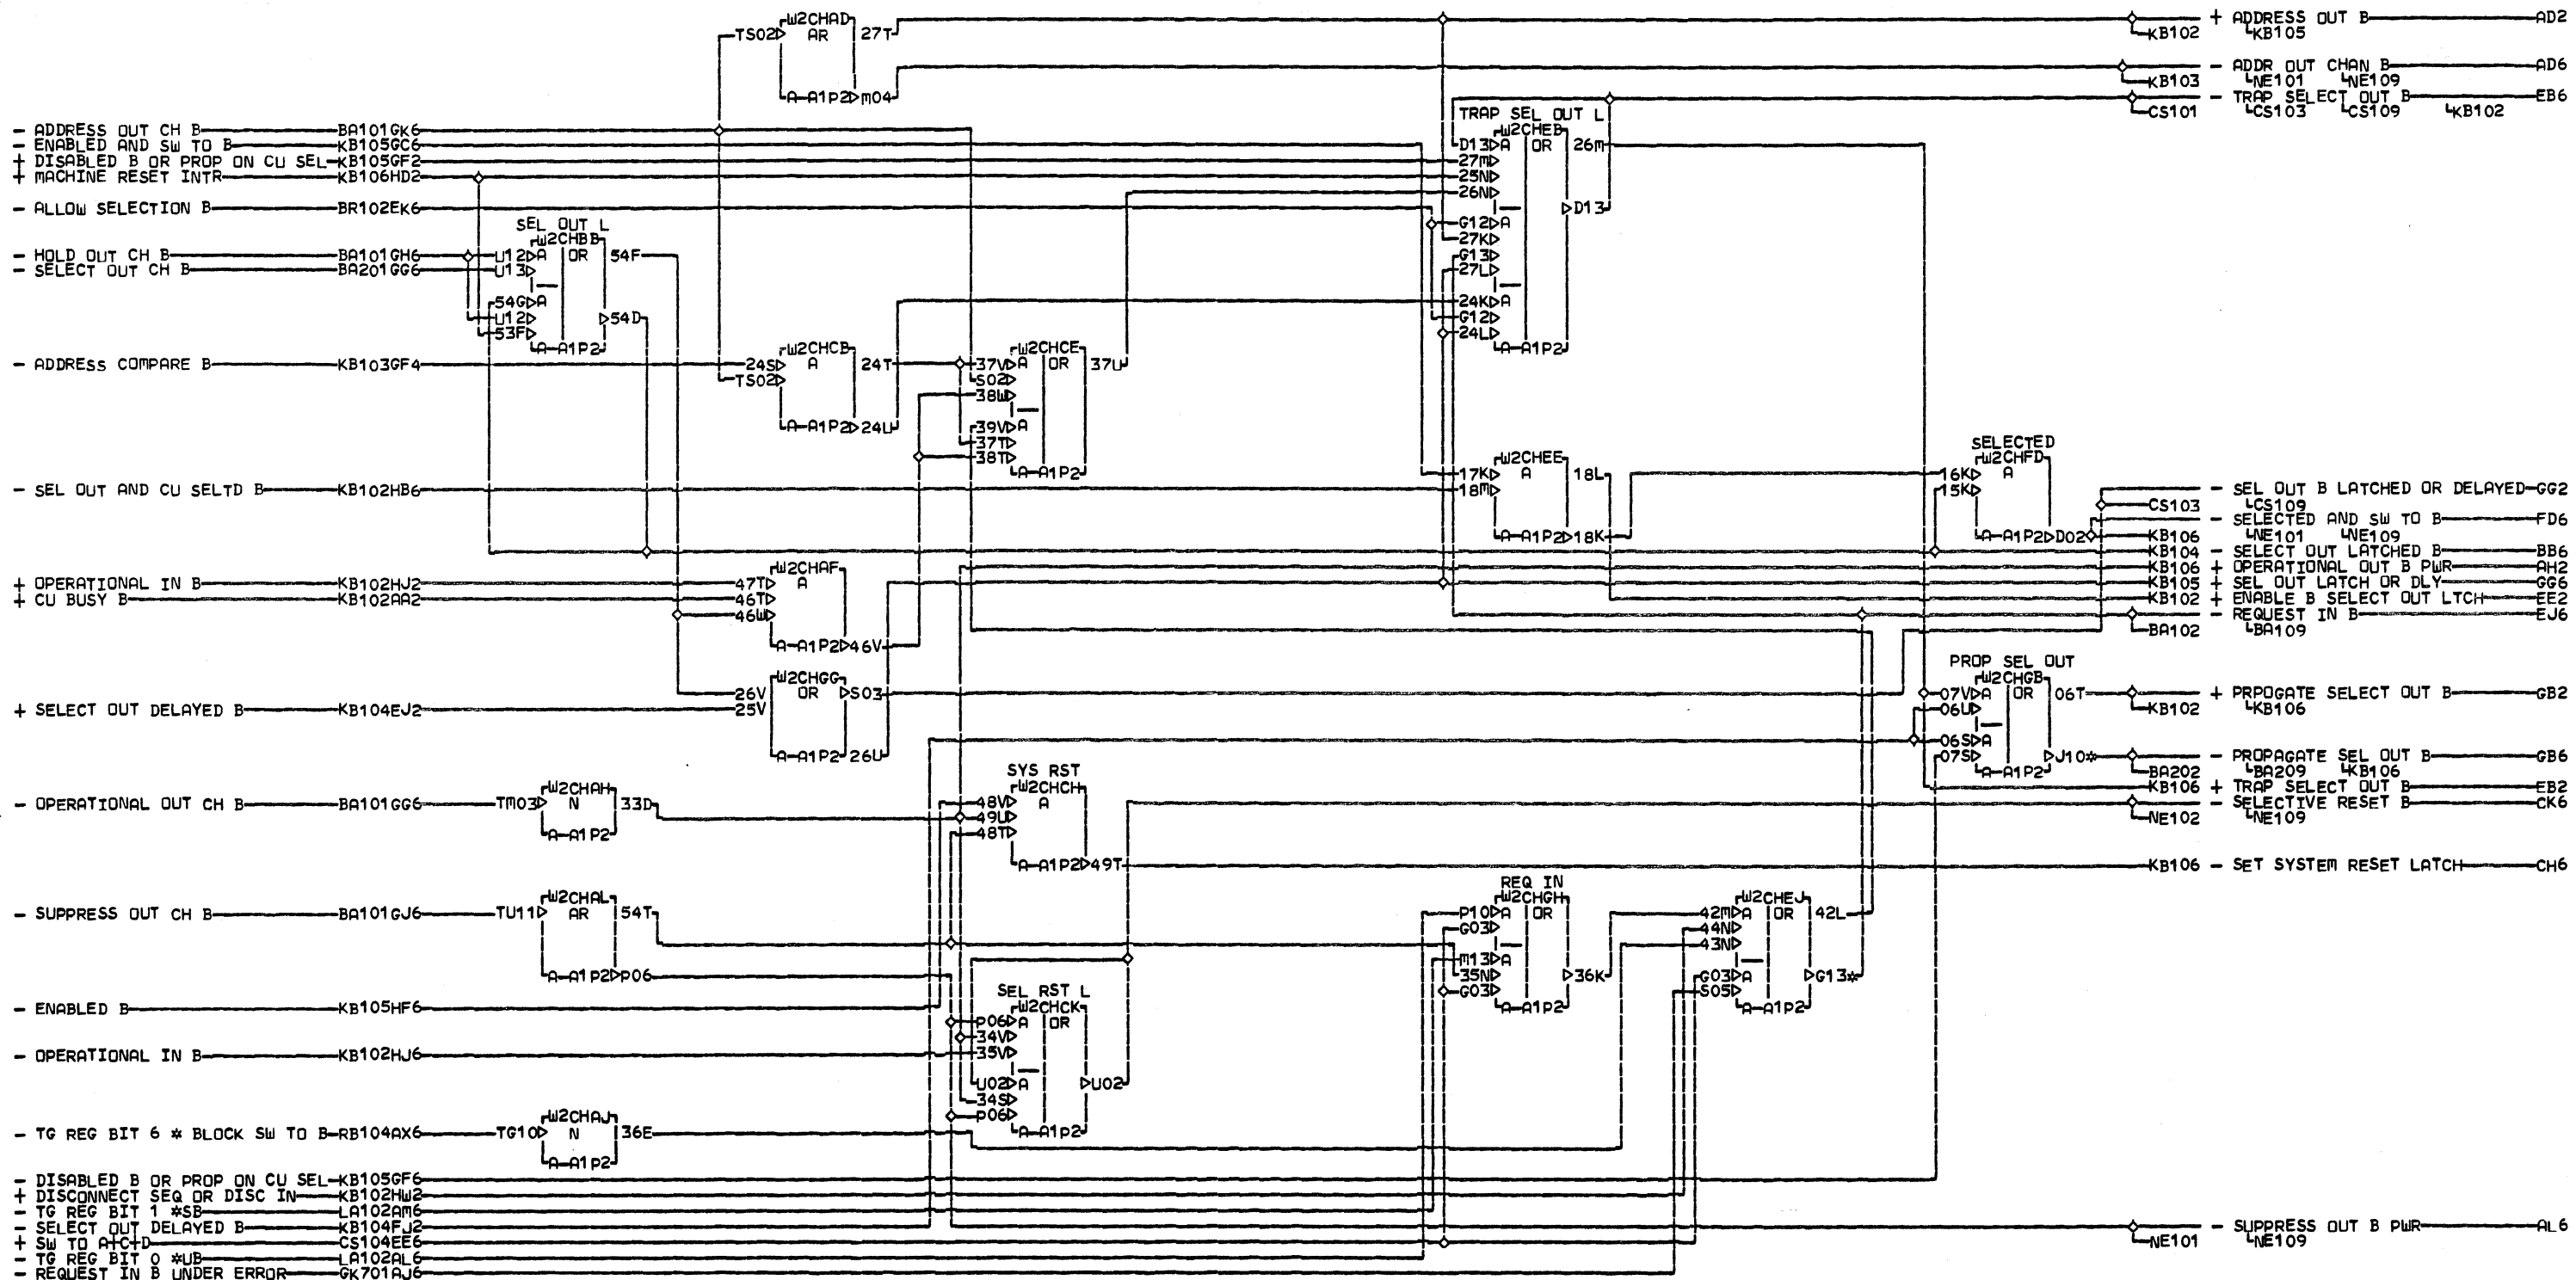 W2CHAD
TS02 AR 27T
A-A1P2 M04
+ ADDRESS OUT B AD2
KB102 KB105
- ADDR OUT CHAN B AD6
KB103 NE101 NE109
- TRAP SELECT OUT B EB6
CS101 CS103 CS109 KB102
- ADDRESS OUT CH B BA101GK6
- ENABLED AND SW TO B KB105GC6
+ DISABLED B OR PROP ON CU SEL KB105GF2
+ MACHINE RESET INTR KB106HD2
- ALLOW SELECTION B BR102EK6
- HOLD OUT CH B BA101GH6
- SELECT OUT CH B BA201GG6
SEL OUT L
W2CHBB
U12 A OR 54F
U13
54G A
U12 54D
53F
A-A1P2
TRAP SEL OUT L
W2CHEB
D13 A OR 26M
27M
25N
26N
D13
G12 A
27K
G13
27L
24K A
G12
24L
A-A1P2
- ADDRESS COMPARE B KB103GF4
W2CHCB
24S A 24T
TS02
A-A1P2 24U
W2CHCE
37V A OR 37U
S02
38W
39V A
37T
38T
A-A1P2
- SEL OUT AND CU SELTD B KB102HB6
W2CHEE
17K A 18L
18M
A-A1P2 18K
SELECTED
W2CHFD
16K A
15K
A-A1P2 D02
- SEL OUT B LATCHED OR DELAYED GG2
CS103 CS109
- SELECTED AND SW TO B FD6
KB106 NE101 NE109
KB104 - SELECT OUT LATCHED B BB6
KB106 + OPERATIONAL OUT B PWR AH2
KB105 + SEL OUT LATCH OR DLY GG6
KB102 + ENABLE B SELECT OUT LTCH EE2
- REQUEST IN B EJ6
BA102 BA109
+ OPERATIONAL IN B KB102HJ2
+ CU BUSY B KB102AA2
W2CHAF
47T A
46T
46W
A-A1P2 46V
+ SELECT OUT DELAYED B KB104EJ2
W2CHGG
26V OR S03
25V
A-A1P2 26U
PROP SEL OUT
W2CHGB
07V A OR 06T
06U
06S A
07S J10*
A-A1P2
+ PRPOGATE SELECT OUT B GB2
KB102 KB106
- PROPAGATE SEL OUT B GB6
BA202 BA209 KB106
KB106 + TRAP SELECT OUT B EB2
- SELECTIVE RESET B CK6
NE102 NE109
KB106 - SET SYSTEM RESET LATCH CH6
- OPERATIONAL OUT CH B BA101GG6
W2CHAH
TM03 N 33D
A-A1P2
SYS RST
W2CHCH
48V A
49U
48T
A-A1P2 49T
- SUPPRESS OUT CH B BA101GJ6
W2CHAL
TU11 AR 54T
A-A1P2 P06
REQ IN
W2CHGH
P10 A OR
G03
M13 A
35N 36K
G03
A-A1P2
W2CHEJ
42M A OR 42L
44N
43N
G03 A G13*
S05
A-A1P2
- ENABLED B KB105HF6
- OPERATIONAL IN B KB102HJ6
SEL RST L
W2CHCK
P06 A OR
34V
35V
U02 A U02
34S
P06
A-A1P2
- TG REG BIT 6 * BLOCK SW TO B RB104AX6
W2CHAJ
TG10 N 36E
A-A1P2
- DISABLED B OR PROP ON CU SEL KB105GF6
+ DISCONNECT SEQ OR DISC IN KB102HW2
- TG REG BIT 1 *SB LA102AM6
- SELECT OUT DELAYED B KB104FJ2
+ SW TO A+C+D CS104EE6
- TG REG BIT 0 *UB LA102AL6
- REQUEST IN B UNDER ERROR GK701AJ6
- SUPPRESS OUT B PWR AL6
NE101 NE109